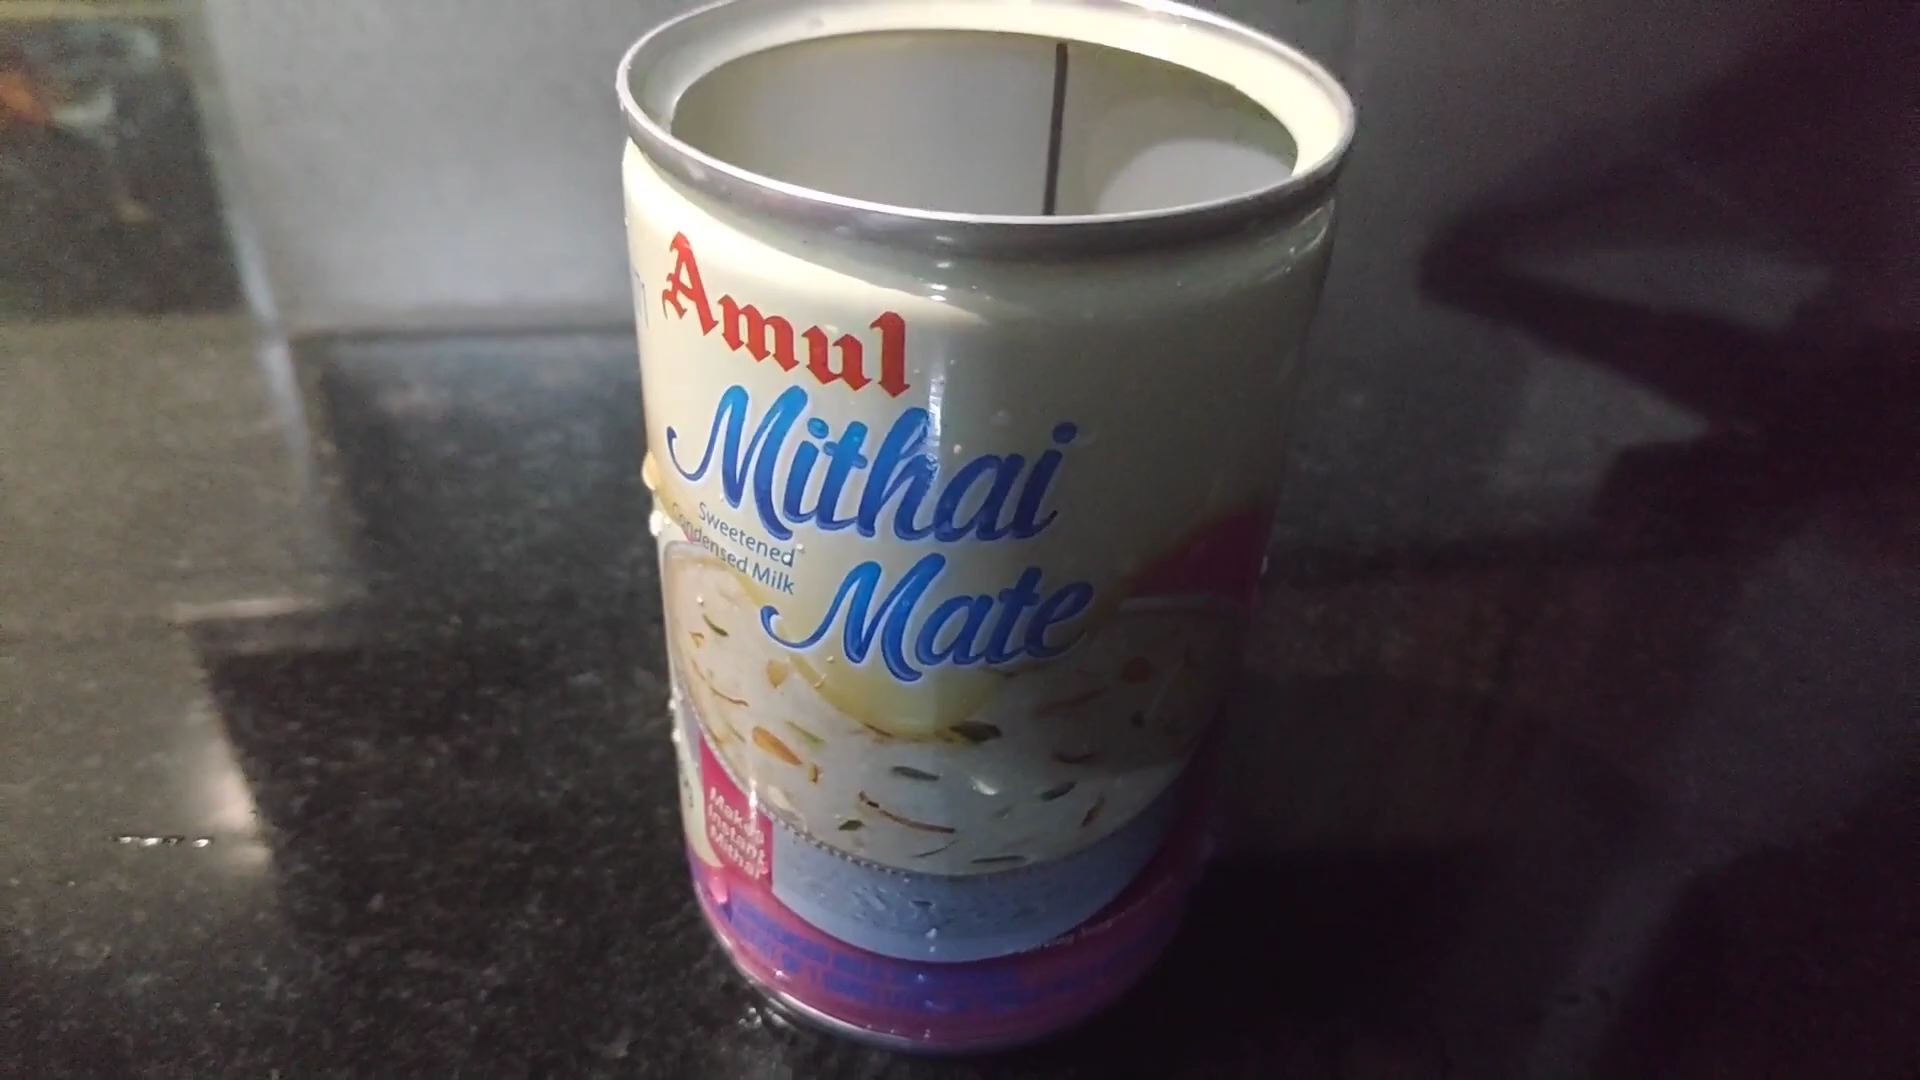 Amul
Mithai
Sweetened
Condensed Milk
Mate
Makes
Instant
Mithai